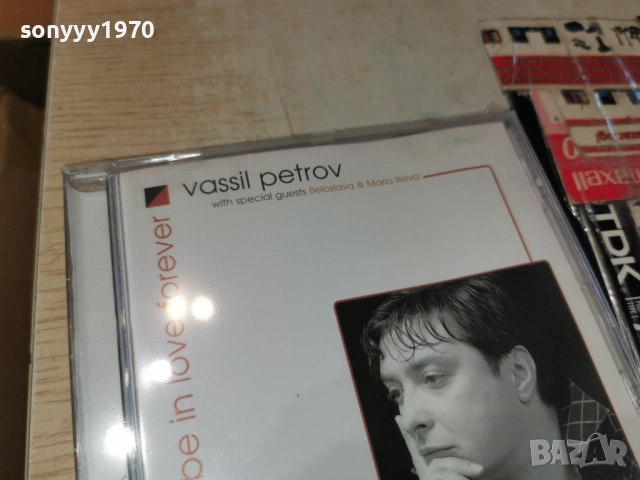 sonyyy1970
vassil petrov
with special guests Beloslava & Maria Ilieva
be in love forever
maxell
TDK
BAZAR